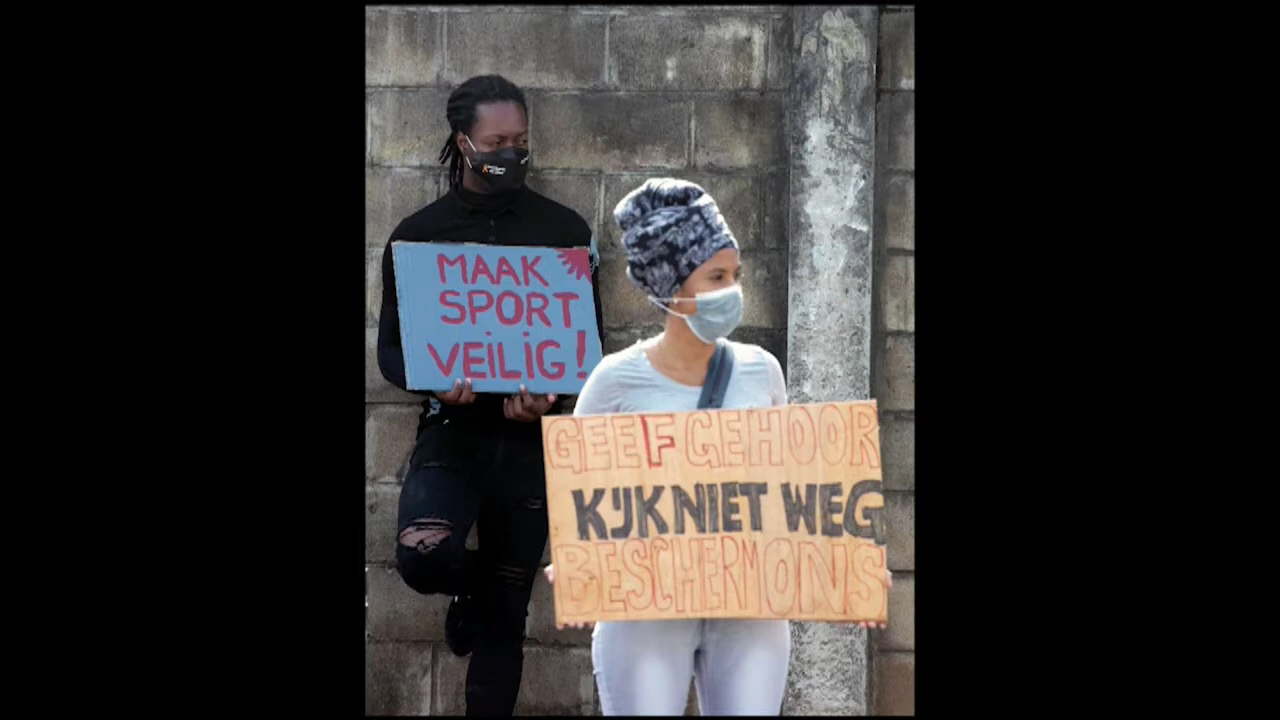 MAAK
SPORT
VEILIG!
GEEF GEHOOR
KIJK NIET WEG
BESCHERM ONS